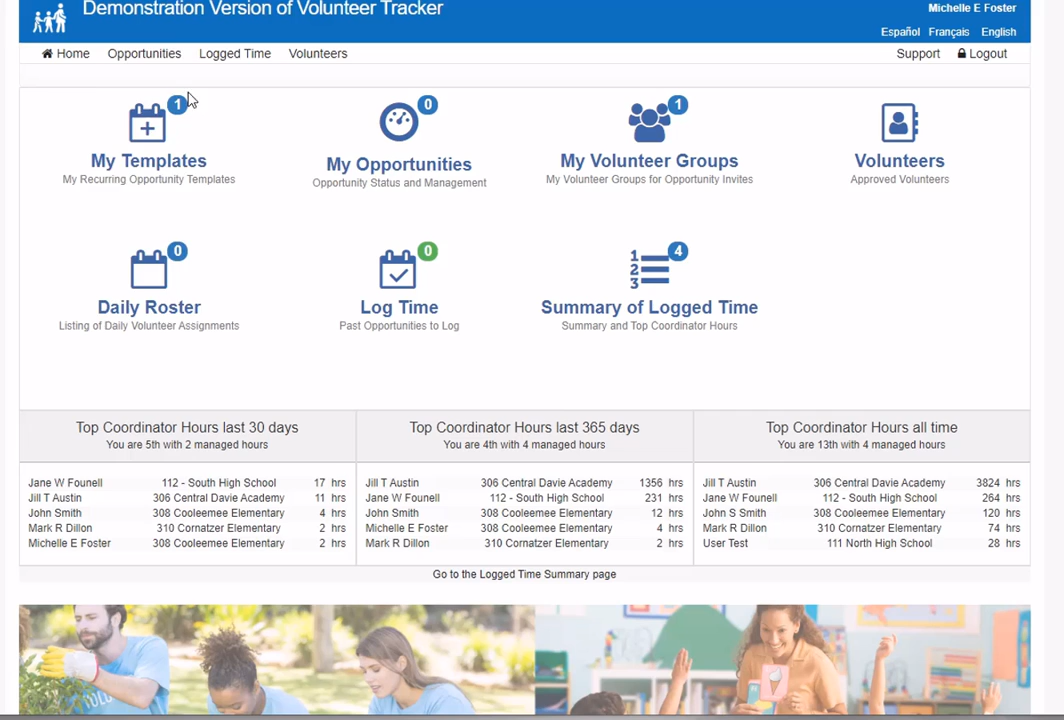 Demonstration Version of Volunteer Tracker
Michelle E Foster
Español Français English
Home Opportunities Logged Time Volunteers Support Logout
1 0 1
My Templates My Opportunities My Volunteer Groups Volunteers
My Recurring Opportunity Templates Opportunity Status and Management My Volunteer Groups for Opportunity Invites Approved Volunteers
0 0 1 2 3 4
Daily Roster Log Time Summary of Logged Time
Listing of Daily Volunteer Assignments Past Opportunities to Log Summary and Top Coordinator Hours
Top Coordinator Hours last 30 days Top Coordinator Hours last 365 days Top Coordinator Hours all time
You are 5th with 2 managed hours You are 4th with 4 managed hours You are 13th with 4 managed hours
Jane W Founell 112 - South High School 17 hrs Jill T Austin 306 Central Davie Academy 1356 hrs Jill T Austin 306 Central Davie Academy 3824 hrs
Jill T Austin 306 Central Davie Academy 11 hrs Jane W Founell 112 - South High School 231 hrs Jane W Founell 112 - South High School 264 hrs
John Smith 308 Cooleemee Elementary 4 hrs John Smith 308 Cooleemee Elementary 12 hrs John S Smith 308 Cooleemee Elementary 120 hrs
Mark R Dillon 310 Cornatzer Elementary 2 hrs Michelle E Foster 308 Cooleemee Elementary 4 hrs Mark R Dillon 310 Cornatzer Elementary 74 hrs
Michelle E Foster 308 Cooleemee Elementary 2 hrs Mark R Dillon 310 Cornatzer Elementary 2 hrs User Test 111 North High School 28 hrs
Go to the Logged Time Summary page